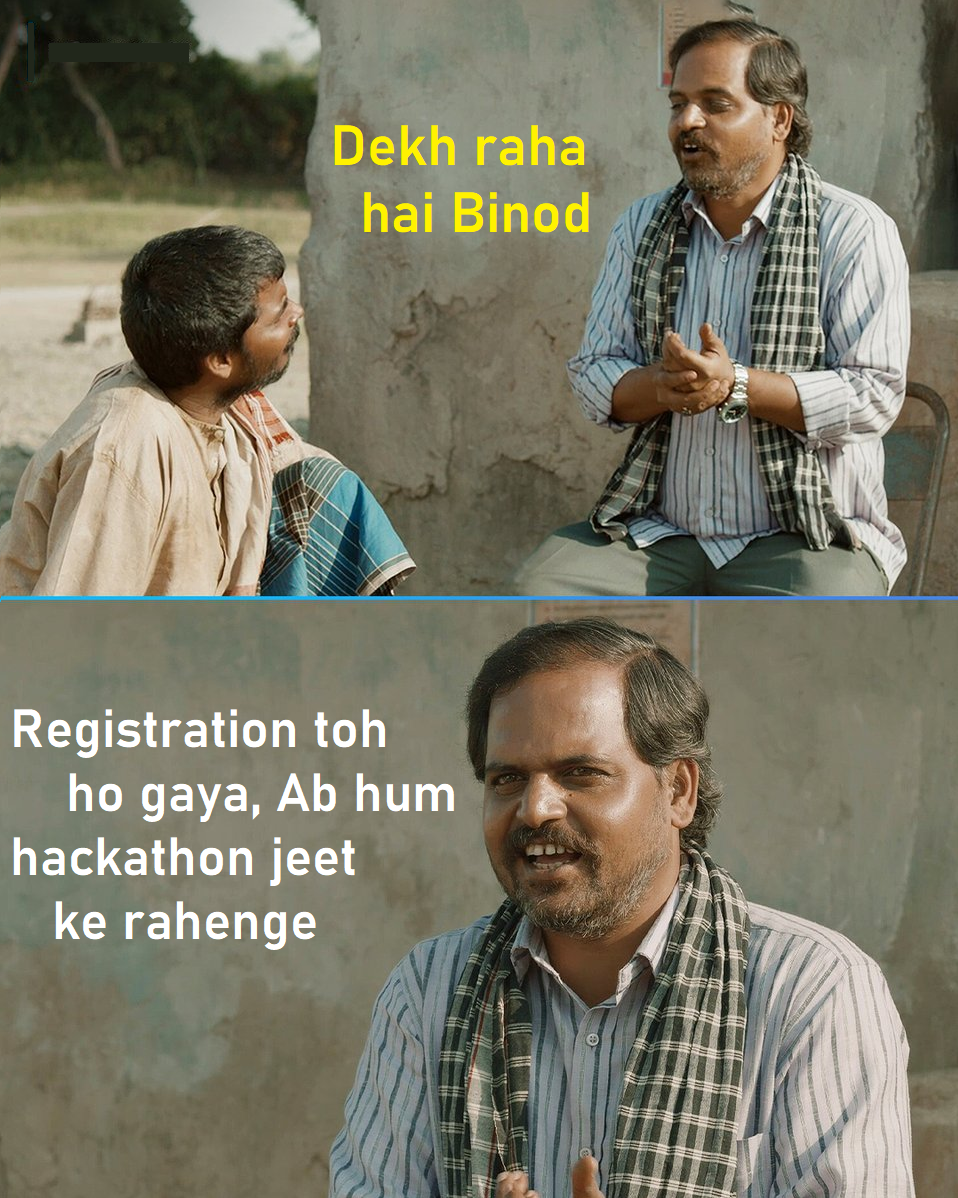 Dekh raha
hai Binod
Registration toh
ho gaya, Ab hum
hackathon jeet
ke rahenge